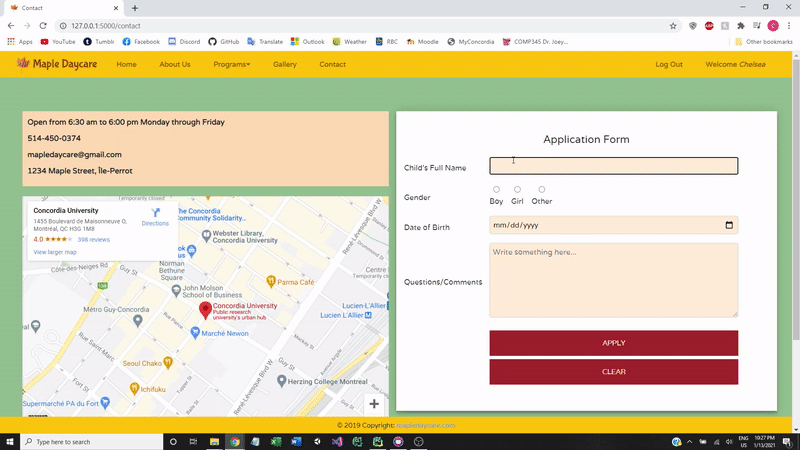 Contact
127.0.0.1:5000/contact
Apps YouTube Tumblr Facebook Discord GitHub Translate Outlook Weather RBC Moodle MyConcordia COMP345 Dr. Joey... Other bookmarks
Maple Daycare Home About Us Programs Gallery Contact Log Out Welcome Chelsea
Open from 6:30 am to 6:00 pm Monday through Friday
514-450-0374
mapledaycare@gmail.com
1234 Maple Street, Île-Perrot
Concordia University
1455 Boulevard de Maisonneuve O,
Montréal, QC H3G 1M8
Directions
4.0 398 reviews
View larger map
Temporarily closed
The Concordia
Community Solidarity...
Webster Library,
Concordia University
René-Lévesque Blvd W
Côte-des-Neiges Rd
Bethune Square
Norman
John Molson
School of Business
Parma Café
Concordia University
Public research
university's urban hub
Lucien-L'Allier
Lucien-L'Allier
Métro Guy-Concordia
Marché Newon
Mackay St
Seoul Chako
Ichifuku
Herzing College Montreal
Supermarché PA du Fort
Application Form
Child's Full Name
Gender
Boy Girl Other
Date of Birth
mm/dd/yyyy
Questions/Comments
Write something here...
APPLY
CLEAR
© 2019 Copyright: mapledaycare.com
Type here to search
ENG
US
10:27 PM
1/13/2021